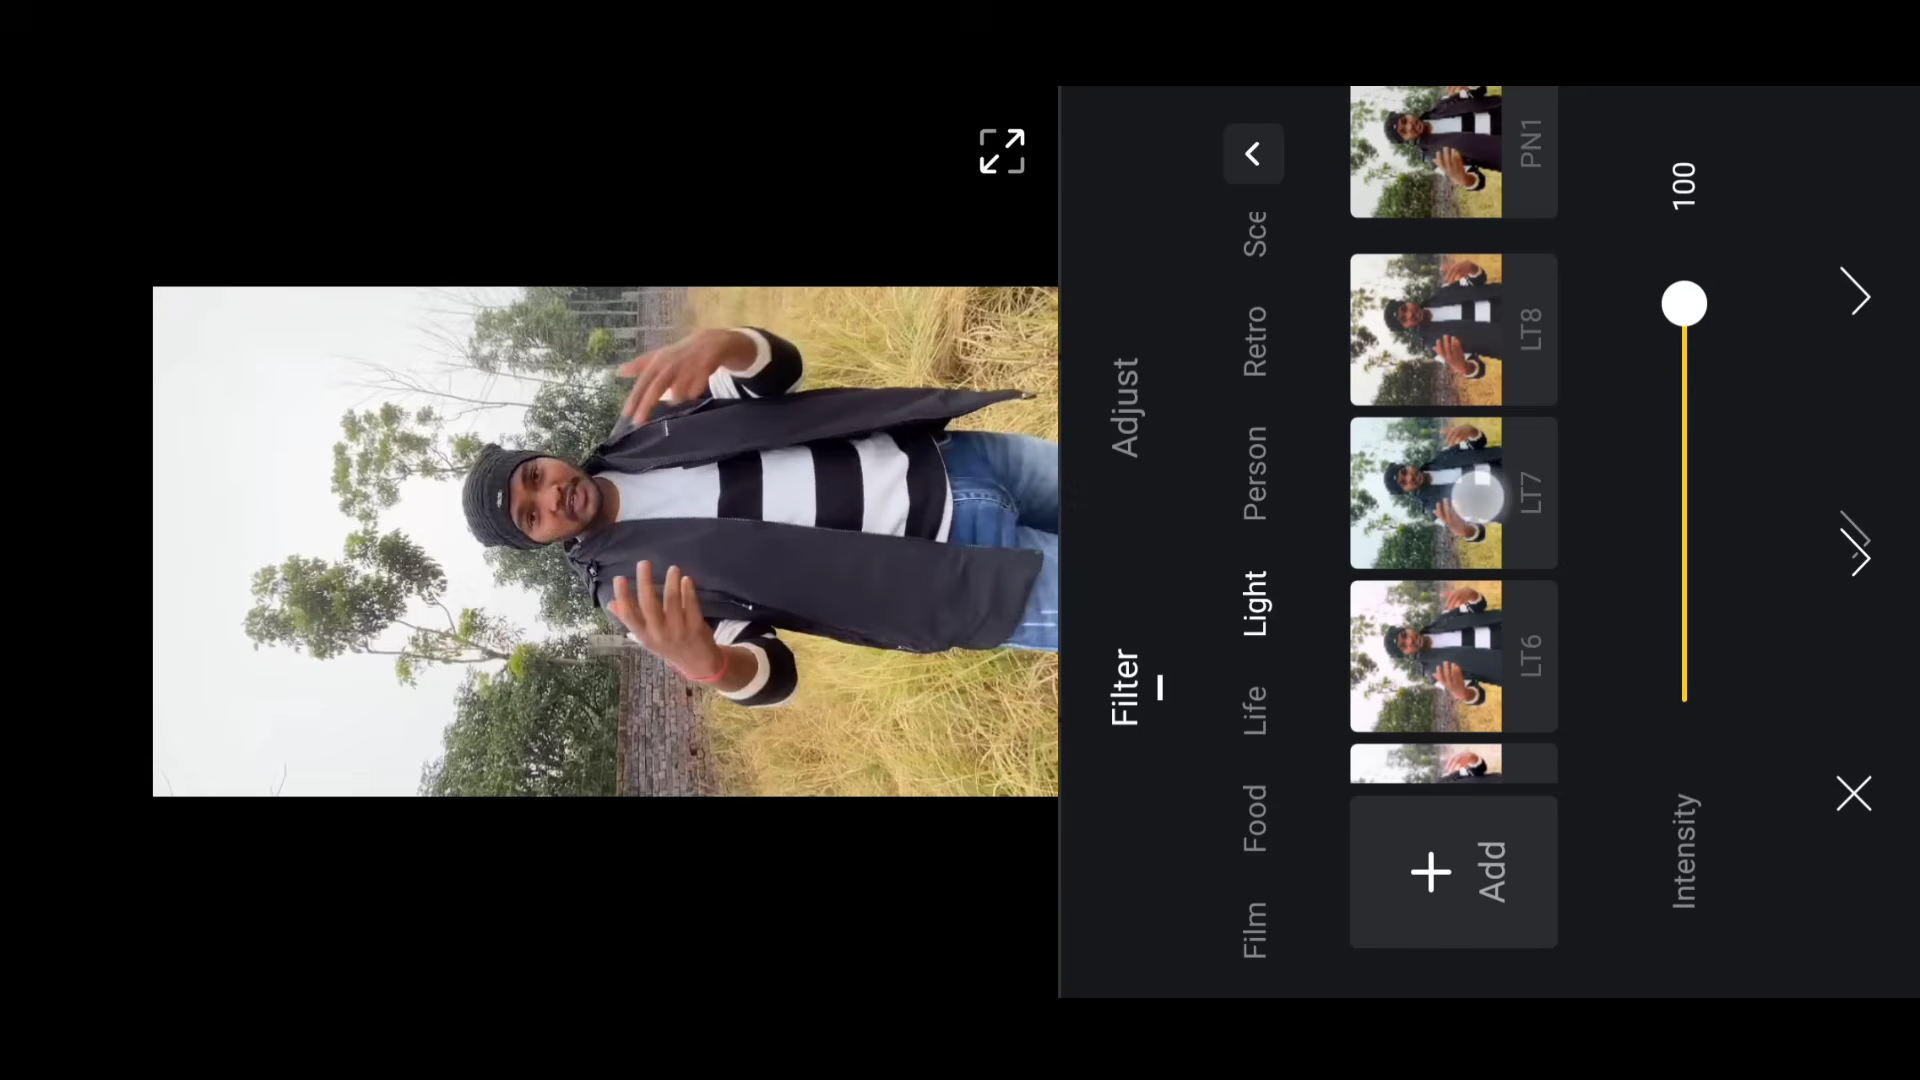 Filter Adjust
Film Food Life Light Person Retro Sce
Add LT6 LT7 LT8 PN1
Intensity 100